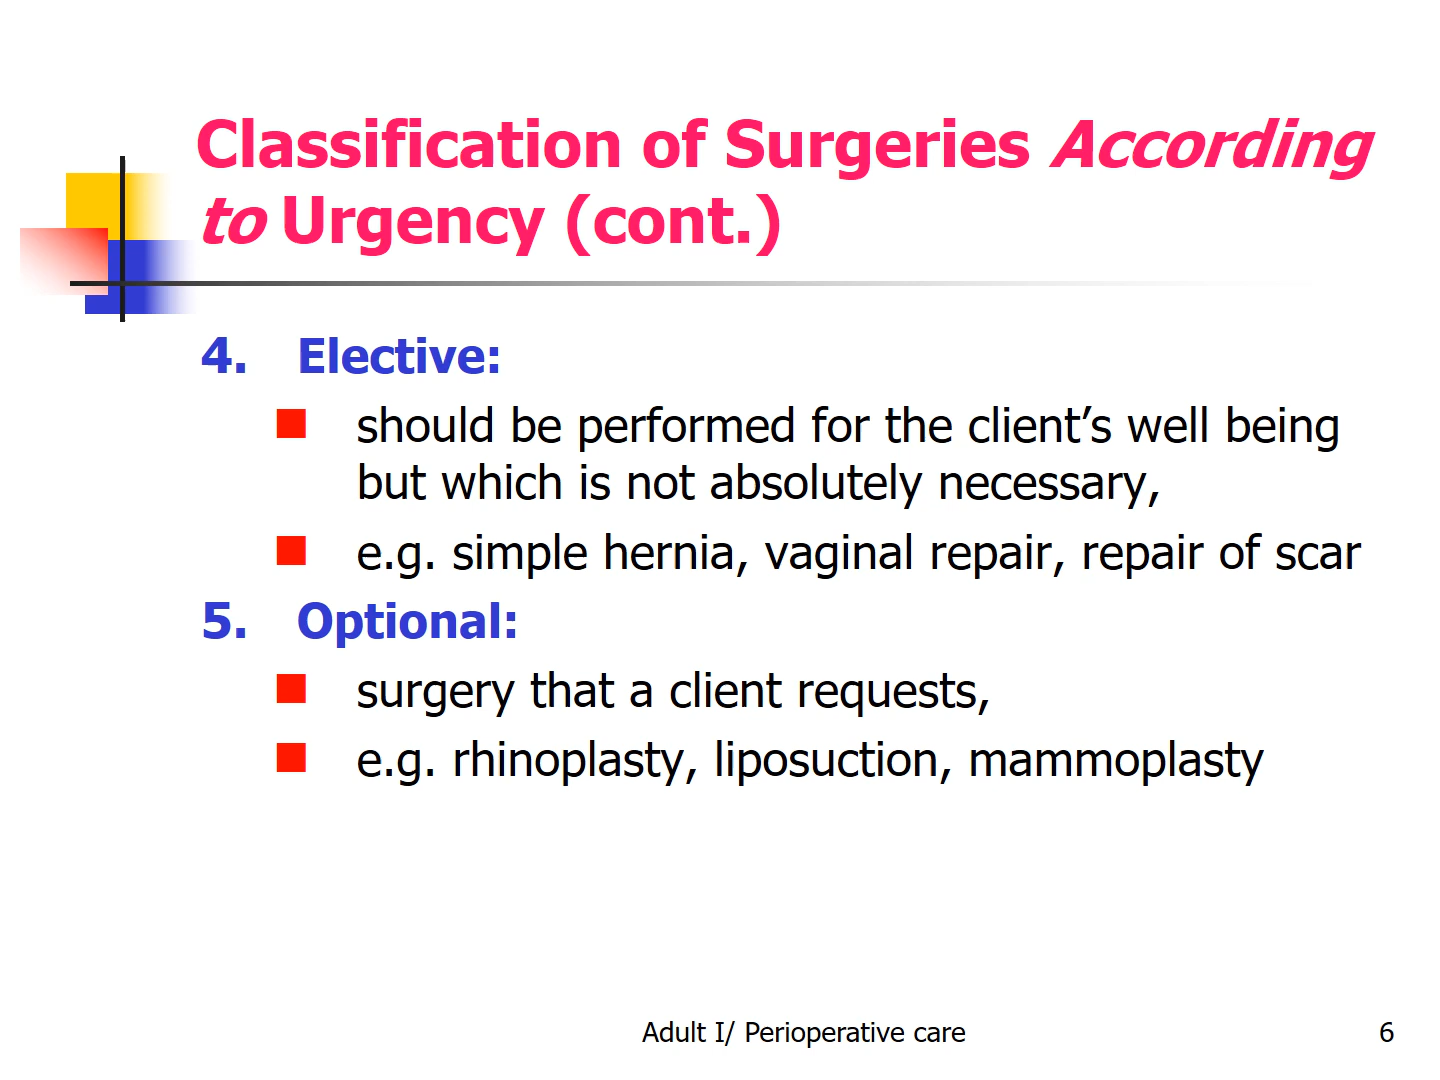 Classification of Surgeries According
to Urgency (cont.)
4. Elective:
should be performed for the client’s well being
but which is not absolutely necessary,
e.g. simple hernia, vaginal repair, repair of scar
5. Optional:
surgery that a client requests,
e.g. rhinoplasty, liposuction, mammoplasty
Adult I/ Perioperative care
6